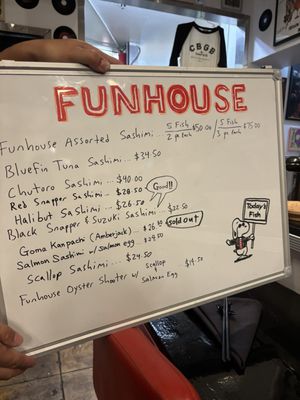 CBGB
FUNHOUSE
Funhouse Assorted Sashimi... 5 Fish 2 pc each $50.00 / 5 Fish 3 pc each $75.00
Bluefin Tuna Sashimi... $34.50
Chutoro Sashimi... $40.00
Red Snapper Sashimi... $28.50
Good!!
Halibut Sashimi... $26.50
Black Snapper & Suzuki Sashimi... $22.50
Goma Kanpachi (Amberjack)... $26.50 sold out
Salmon Sashimi w/ Salmon egg... $24.50
Scallop Sashimi... $24.50
Funhouse Oyster Shooter w/ Scallop & Salmon Egg $14.50
Today's Fish